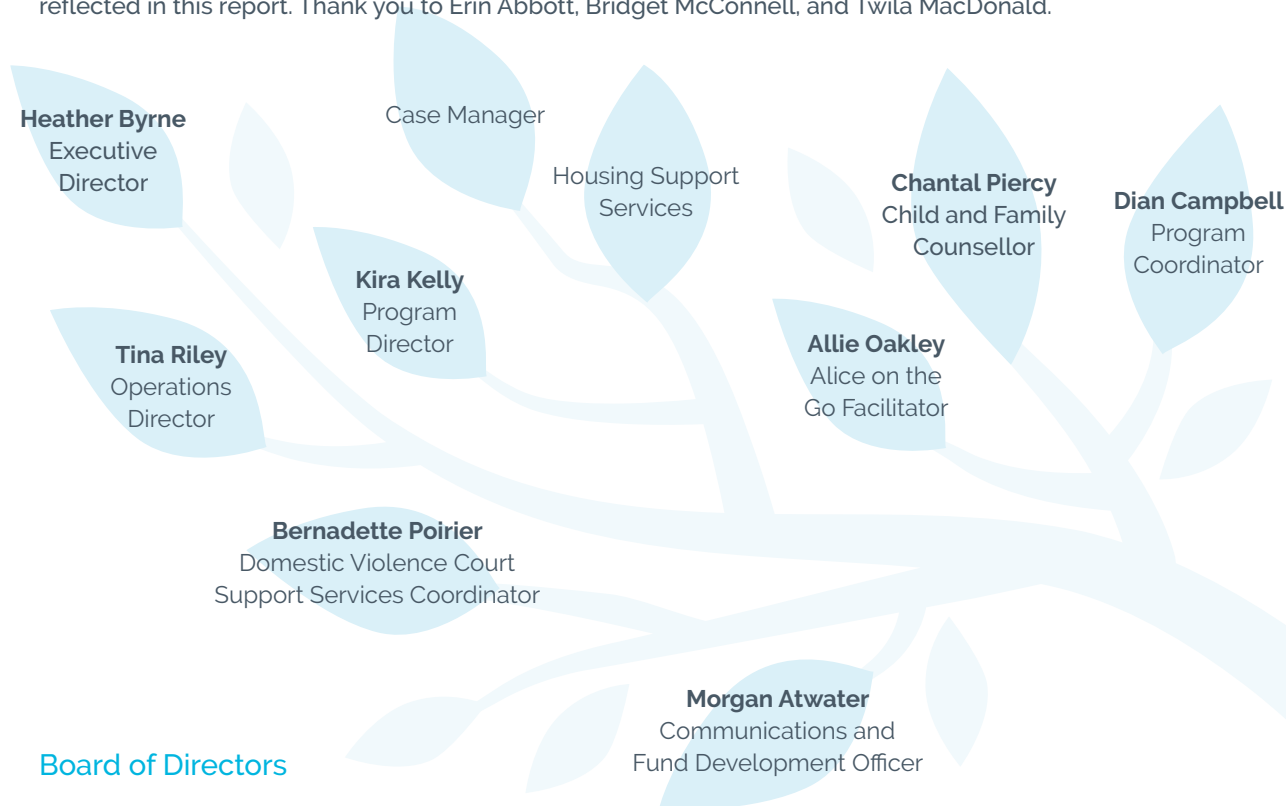 reflected in this report. Thank you to Erin Abbott, Bridget McConnell, and Twila MacDonald.
Heather Byrne
Executive
Director
Case Manager
Housing Support
Services
Chantal Piercy
Child and Family
Counsellor
Dian Campbell
Program
Coordinator
Kira Kelly
Program
Director
Tina Riley
Operations
Director
Allie Oakley
Alice on the
Go Facilitator
Bernadette Poirier
Domestic Violence Court
Support Services Coordinator
Morgan Atwater
Communications and
Fund Development Officer
Board of Directors